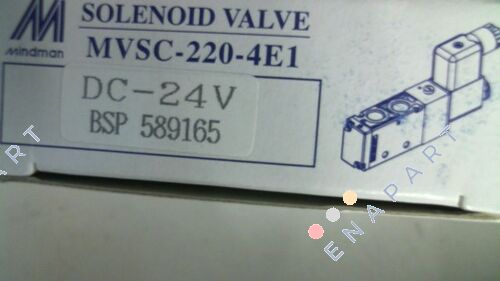 SOLENOID VALVE
Mindman
MVSC-220-4E1
DC-24V
BSP 589165
ENAPART